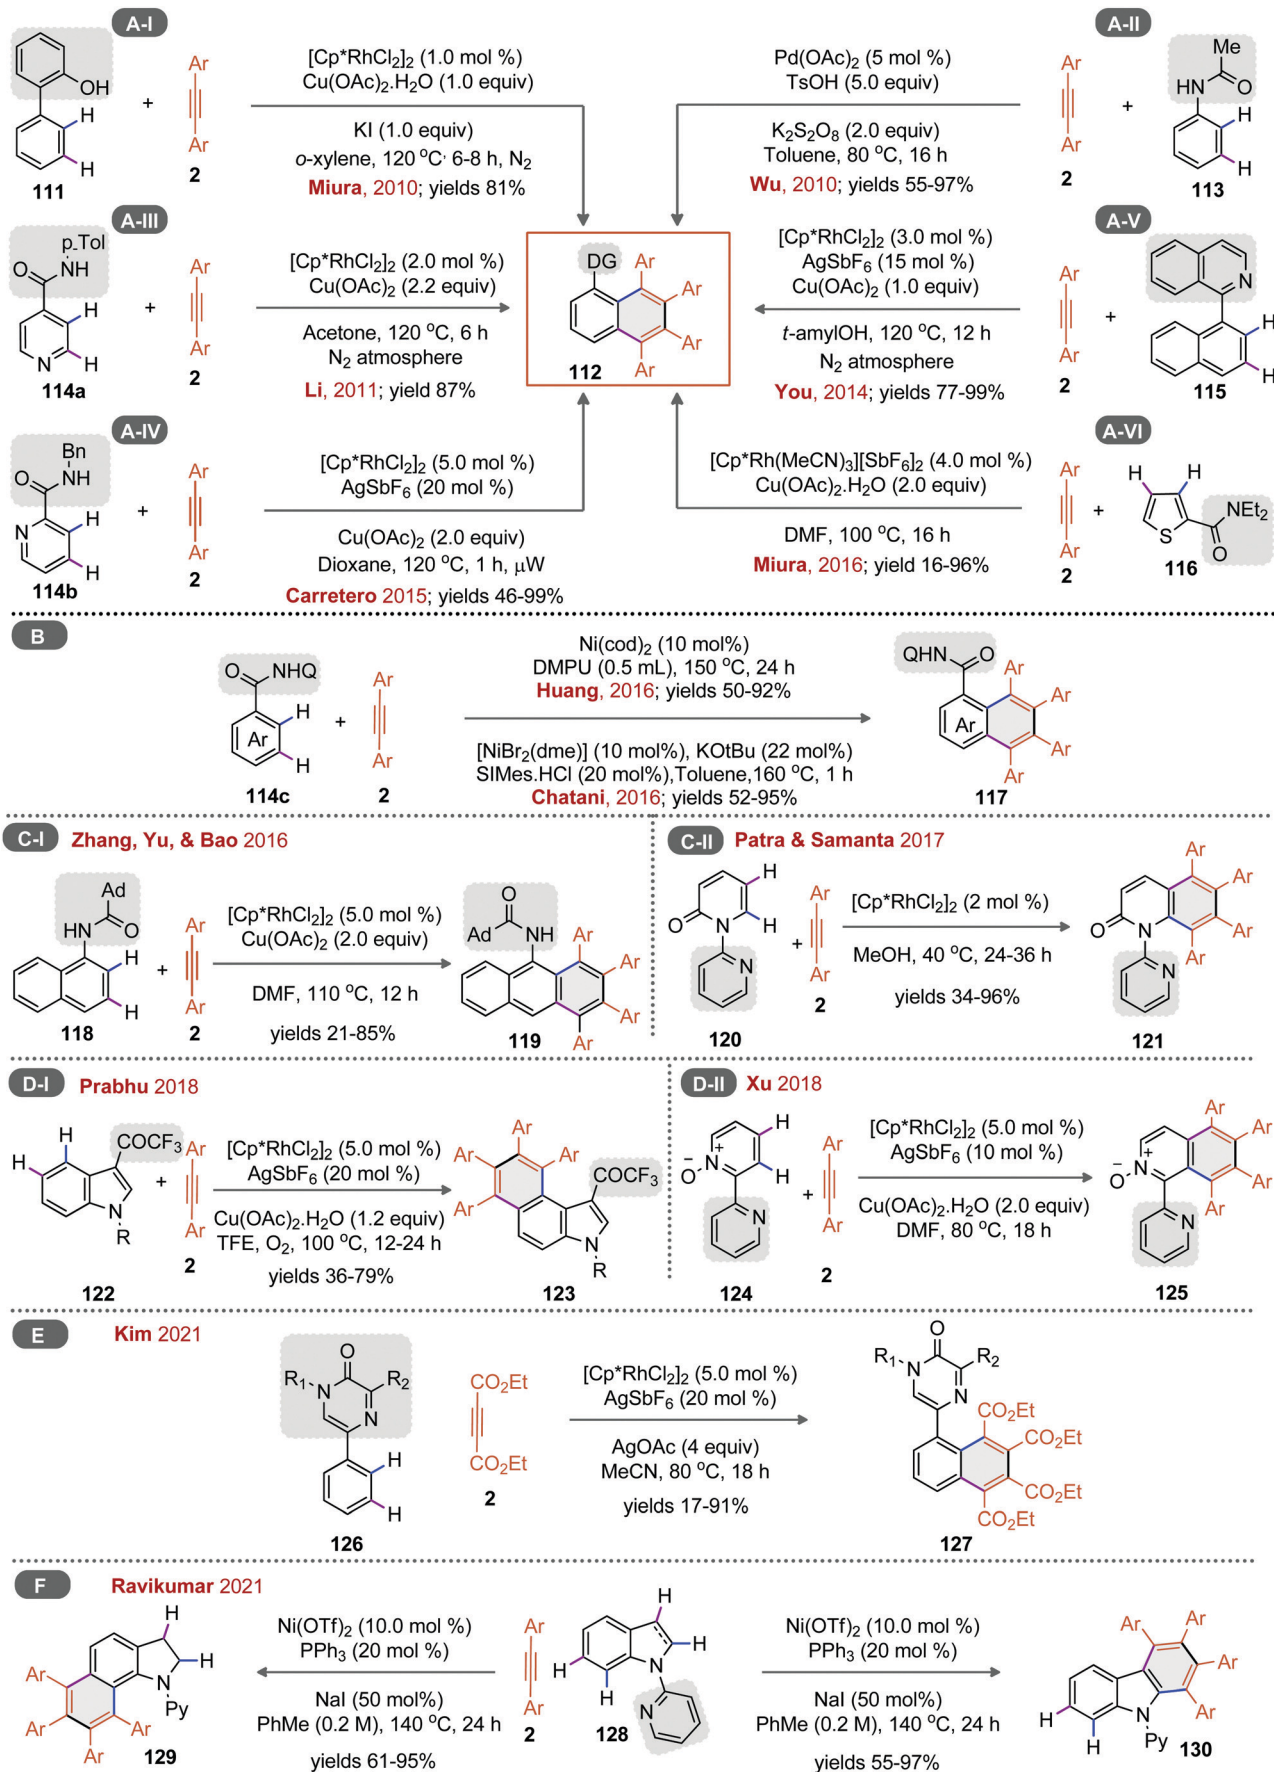 A-I
OH
H
H
111
+
Ar
Ar
2
[Cp*RhCl₂]₂ (1.0 mol %)
Cu(OAc)₂.H₂O (1.0 equiv)
KI (1.0 equiv)
o-xylene, 120 °C, 6-8 h, N₂
Miura, 2010; yields 81%
A-II
Pd(OAc)₂ (5 mol %)
TsOH (5.0 equiv)
K₂S₂O₈ (2.0 equiv)
Toluene, 80 °C, 16 h
Wu, 2010; yields 55-97%
Ar
Ar
2
+
Me
HN
O
H
H
113
A-III
p-Tol
O
NH
H
H
N
114a
+
Ar
Ar
2
[Cp*RhCl₂]₂ (2.0 mol %)
Cu(OAc)₂ (2.2 equiv)
Acetone, 120 °C, 6 h
N₂ atmosphere
Li, 2011; yield 87%
DG
Ar
Ar
Ar
Ar
112
A-V
[Cp*RhCl₂]₂ (3.0 mol %)
AgSbF₆ (15 mol %)
Cu(OAc)₂ (1.0 equiv)
t-amylOH, 120 °C, 12 h
N₂ atmosphere
You, 2014; yields 77-99%
Ar
Ar
2
+
N
H
H
115
A-IV
Bn
NH
O
N
H
H
114b
+
Ar
Ar
2
[Cp*RhCl₂]₂ (5.0 mol %)
AgSbF₆ (20 mol %)
Cu(OAc)₂ (2.0 equiv)
Dioxane, 120 °C, 1 h, μW
Carretero 2015; yields 46-99%
A-VI
[Cp*Rh(MeCN)₃][SbF₆]₂ (4.0 mol %)
Cu(OAc)₂.H₂O (2.0 equiv)
DMF, 100 °C, 16 h
Miura, 2016; yield 16-96%
Ar
Ar
2
+
H
H
S
NEt₂
O
116
B
O
NHQ
H
Ar
H
114c
+
Ar
Ar
2
Ni(cod)₂ (10 mol%)
DMPU (0.5 mL), 150 °C, 24 h
Huang, 2016; yields 50-92%
[NiBr₂(dme)] (10 mol%), KOtBu (22 mol%)
SIMes.HCl (20 mol%),Toluene,160 °C, 1 h
Chatani, 2016; yields 52-95%
QHN
O
Ar
Ar
Ar
Ar
Ar
117
C-I Zhang, Yu, & Bao 2016
Ad
HN
O
H
H
118
+
Ar
Ar
2
[Cp*RhCl₂]₂ (5.0 mol %)
Cu(OAc)₂ (2.0 equiv)
DMF, 110 °C, 12 h
yields 21-85%
O
Ad
NH
Ar
Ar
Ar
Ar
119
C-II Patra & Samanta 2017
H
O
N
H
N
120
+
Ar
Ar
2
[Cp*RhCl₂]₂ (2 mol %)
MeOH, 40 °C, 24-36 h
yields 34-96%
Ar
Ar
Ar
Ar
O
N
N
121
D-I Prabhu 2018
H
H
COCF₃
N
R
122
+
Ar
Ar
2
[Cp*RhCl₂]₂ (5.0 mol %)
AgSbF₆ (20 mol %)
Cu(OAc)₂.H₂O (1.2 equiv)
TFE, O₂, 100 °C, 12-24 h
yields 36-79%
Ar
Ar
Ar
Ar
COCF₃
N
R
123
D-II Xu 2018
H
H
N+
O−
N
124
+
Ar
Ar
2
[Cp*RhCl₂]₂ (5.0 mol %)
AgSbF₆ (10 mol %)
Cu(OAc)₂.H₂O (2.0 equiv)
DMF, 80 °C, 18 h
Ar
Ar
Ar
Ar
N+
O−
N
125
E Kim 2021
O
R₁
N
R₂
N
H
H
126
CO₂Et
CO₂Et
2
[Cp*RhCl₂]₂ (5.0 mol %)
AgSbF₆ (20 mol %)
AgOAc (4 equiv)
MeCN, 80 °C, 18 h
yields 17-91%
O
R₁
N
R₂
N
CO₂Et
CO₂Et
CO₂Et
CO₂Et
127
F Ravikumar 2021
H
H
N
Py
Ar
Ar
Ar
Ar
129
Ni(OTf)₂ (10.0 mol %)
PPh₃ (20 mol %)
NaI (50 mol%)
PhMe (0.2 M), 140 °C, 24 h
yields 61-95%
Ar
Ar
2
H
H
H
H
N
N
128
Ni(OTf)₂ (10.0 mol %)
PPh₃ (20 mol %)
NaI (50 mol%)
PhMe (0.2 M), 140 °C, 24 h
yields 55-97%
Ar
Ar
Ar
Ar
H
H
N
Py
130